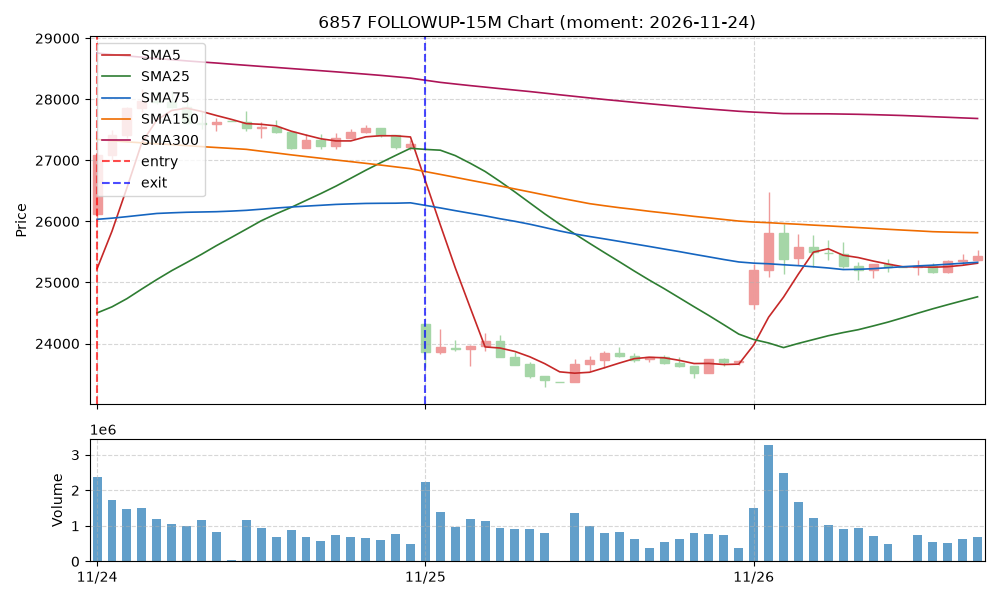 6857 FOLLOWUP-15M Chart (moment: 2026-11-24)
29000
28000
27000
26000
25000
24000
Price
SMA5
SMA25
SMA75
SMA150
SMA300
entry
exit
1e6
3
2
1
0
Volume
11/24
11/25
11/26